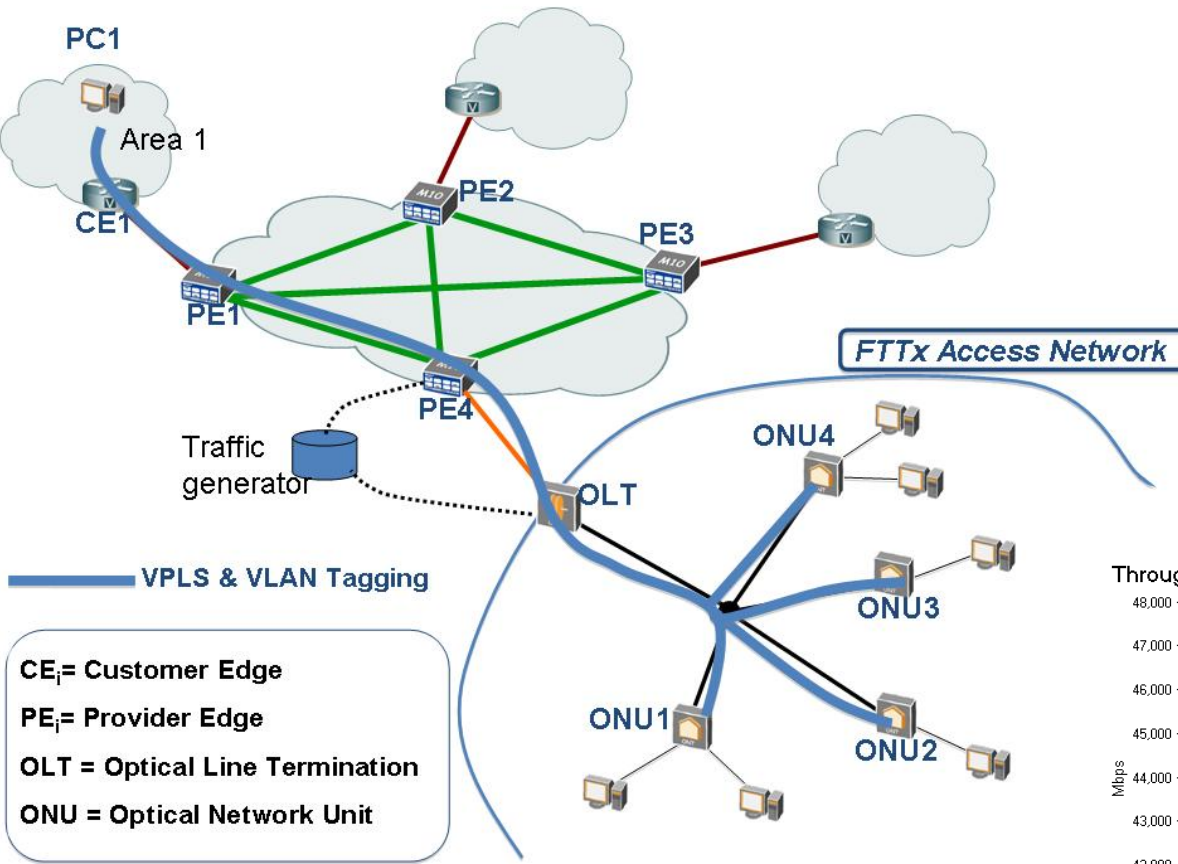 PC1
Area 1
CE1
PE1
PE2
PE3
PE4
FTTx Access Network
Traffic
generator
OLT
ONU4
ONU3
ONU1
ONU2
VPLS & VLAN Tagging
CEi= Customer Edge
PEi= Provider Edge
OLT = Optical Line Termination
ONU = Optical Network Unit
48,000
47,000
46,000
45,000
44,000
43,000
Mbps
M10
M10
V
V
V